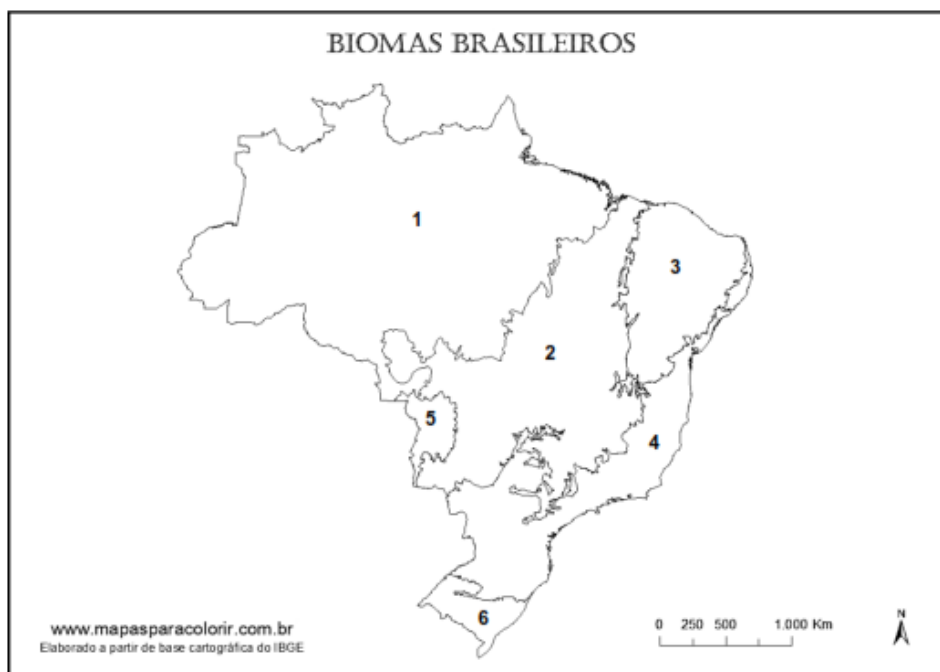 BIOMAS BRASILEIROS
1
3
2
5
4
6
www.mapasparacolorir.com.br
Elaborado a partir de base cartográfica do IBGE
0 250 500 1.000 Km
N